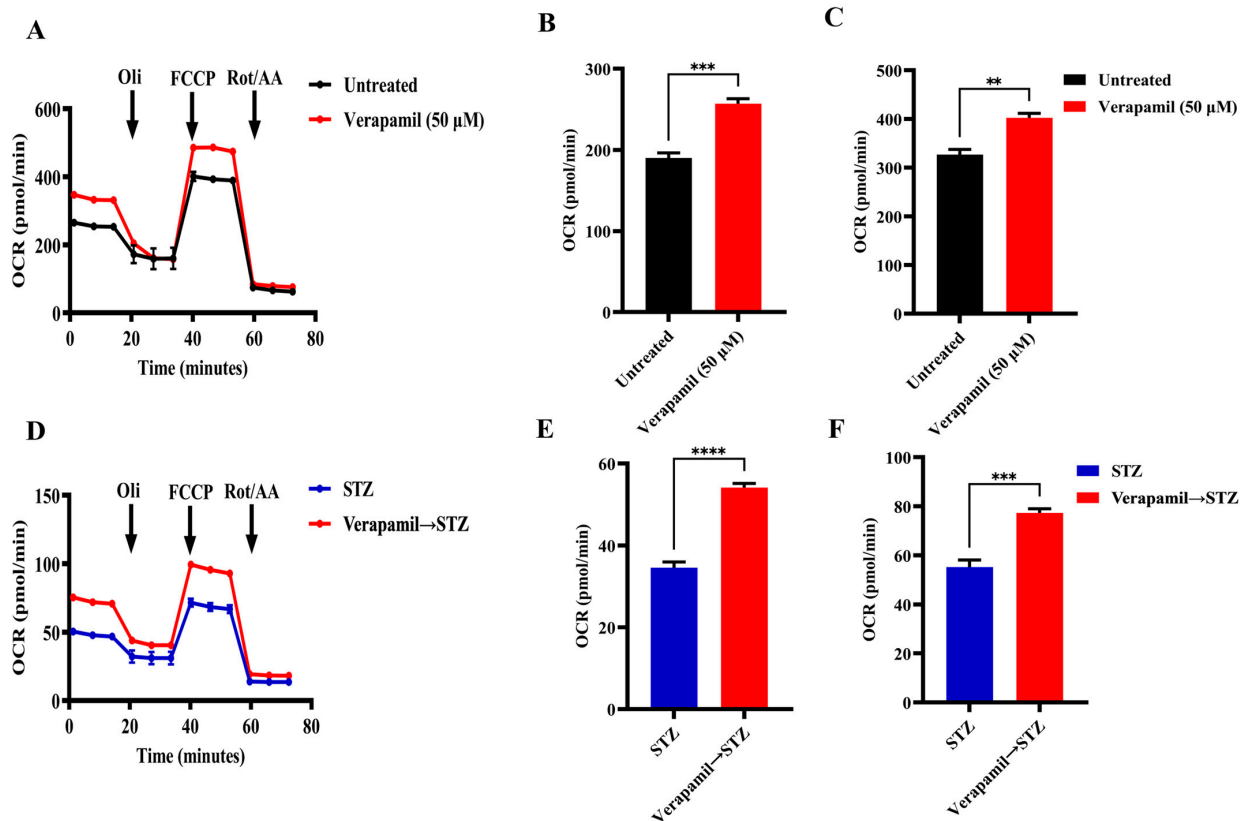 A
Oli
FCCP
Rot/AA
Untreated
Verapamil (50 µM)
OCR (pmol/min)
600
400
200
0
0
20
40
60
80
Time (minutes)
B
***
OCR (pmol/min)
300
200
100
0
Untreated
Verapamil (50 µM)
C
**
Untreated
Verapamil (50 µM)
OCR (pmol/min)
500
400
300
200
100
0
Untreated
Verapamil (50 µM)
D
Oli
FCCP
Rot/AA
STZ
Verapamil→STZ
OCR (pmol/min)
150
100
50
0
0
20
40
60
80
Time (minutes)
E
****
OCR (pmol/min)
60
40
20
0
STZ
Verapamil→STZ
F
***
STZ
Verapamil→STZ
OCR (pmol/min)
100
80
60
40
20
0
STZ
Verapamil→STZ